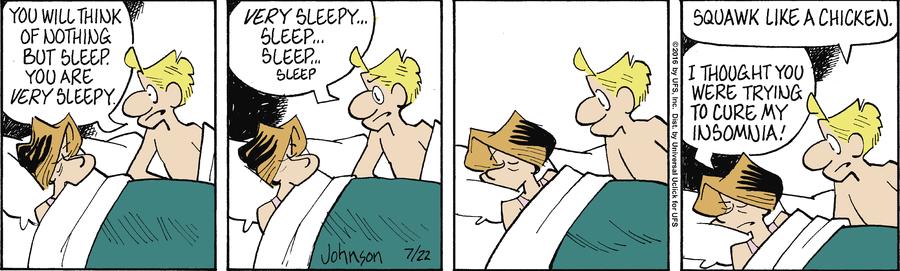 YOU WILL THINK
OF NOTHING
BUT SLEEP.
YOU ARE
VERY SLEEPY.
VERY SLEEPY...
SLEEP...
SLEEP...
SLEEP
Johnson 7/22
©2016 by UFS, Inc. Dist. by Universal Uclick for UFS
SQUAWK LIKE A CHICKEN.
I THOUGHT YOU
WERE TRYING
TO CURE MY
INSOMNIA!